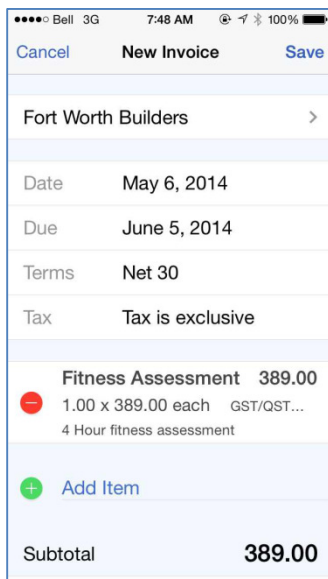 Bell 3G 7:48 AM 100%
Cancel New Invoice Save
Fort Worth Builders
Date May 6, 2014
Due June 5, 2014
Terms Net 30
Tax Tax is exclusive
Fitness Assessment 389.00
1.00 x 389.00 each GST/QST...
4 Hour fitness assessment
Add Item
Subtotal 389.00